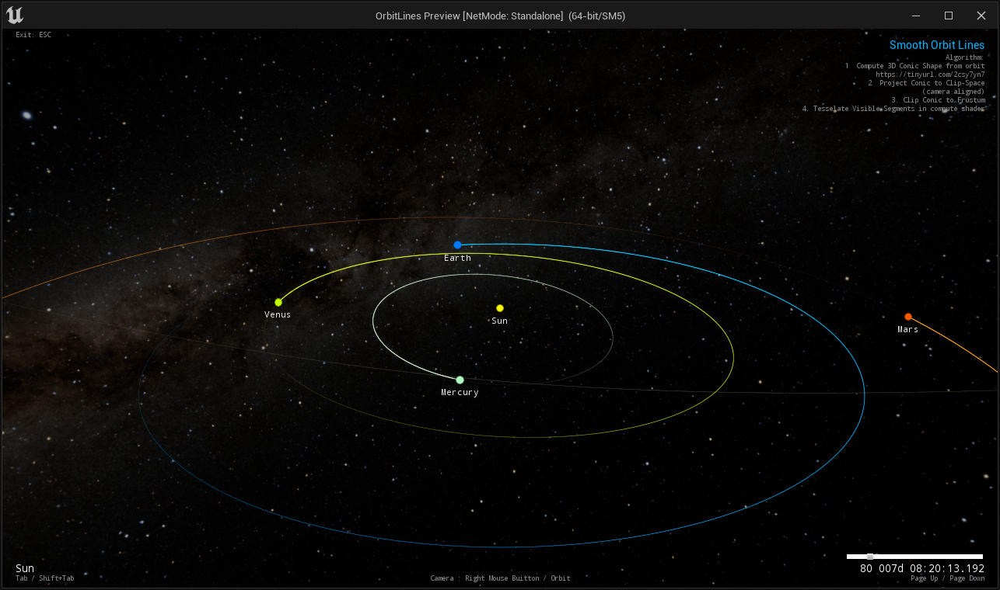 OrbitLines Preview [NetMode: Standalone]  (64-bit/SM5)
Exit: ESC
Smooth Orbit Lines
Algorithm:
1  Compute 3D Conic Shape from orbit
https://tinyurl.com/2csy7yn7
2  Project Conic to Clip-Space
(camera aligned)
3. Clip Conic to Frustum
4. Tesselate Visible Segments in compute shader
Earth
Venus
Sun
Mars
Mercury
Sun
Tab / Shift+Tab
Camera : Right Mouse Buitton / Orbit
80 007d 08:20:13.192
Page Up / Page Down